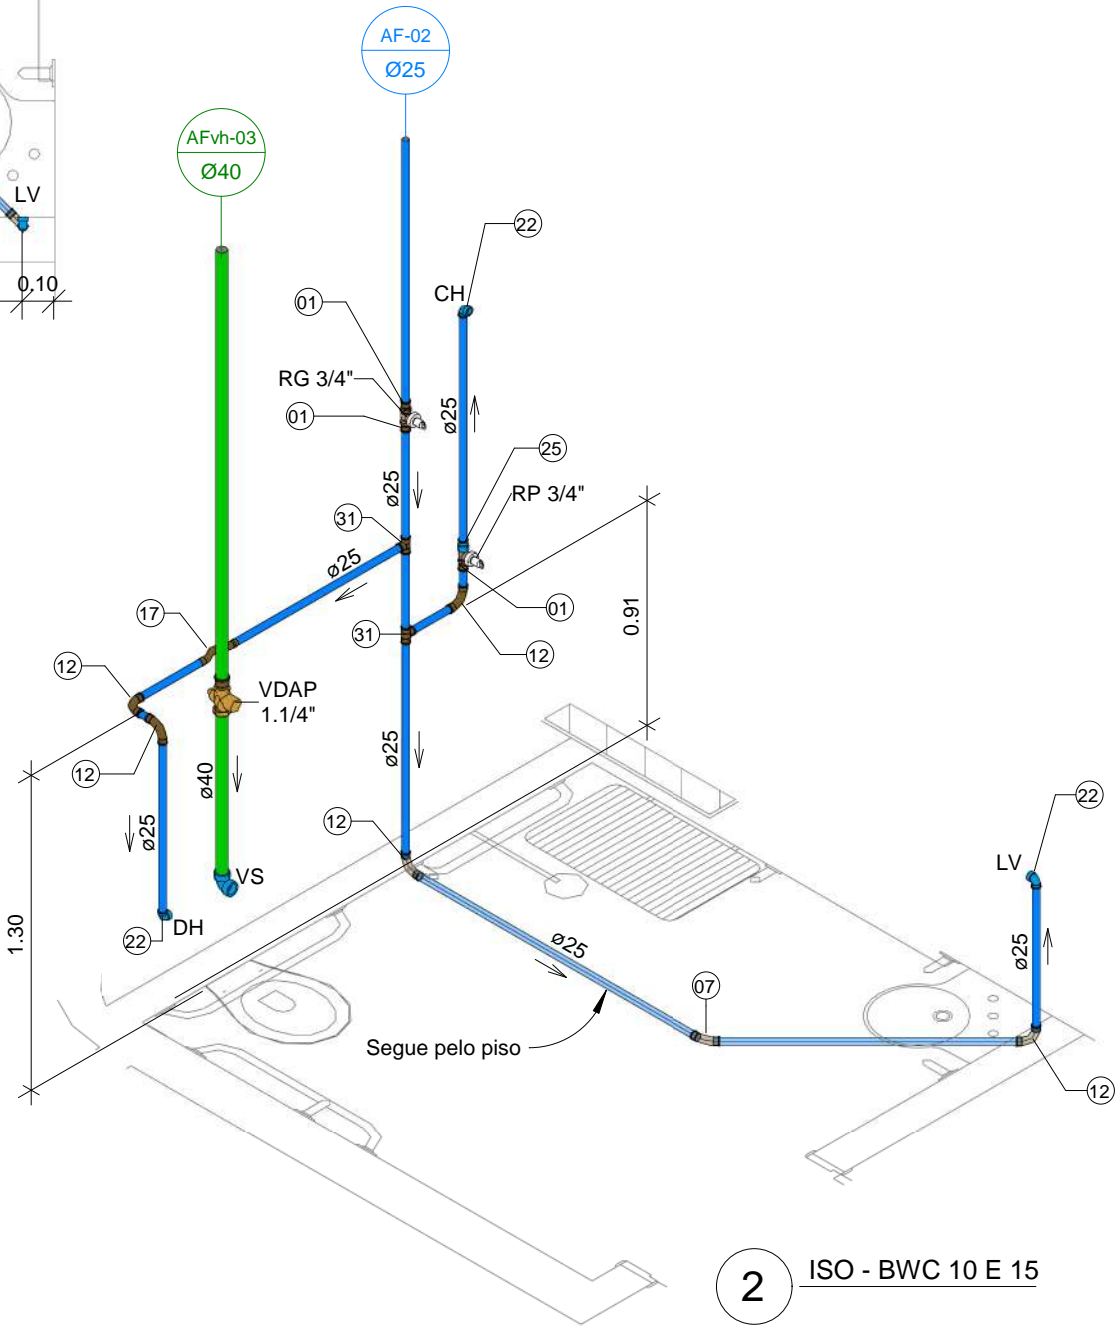 AF-02
Ø25
AFvh-03
Ø40
LV
0.10
22
CH
01
RG 3/4"
01
ø25
25
ø25
RP 3/4"
31
ø25
01
17
31
0.91
12
12
VDAP
1.1/4"
ø25
12
ø40
22
12
ø25
LV
VS
DH
22
1.30
ø25
ø25
07
Segue pelo piso
12
2
ISO - BWC 10 E 15